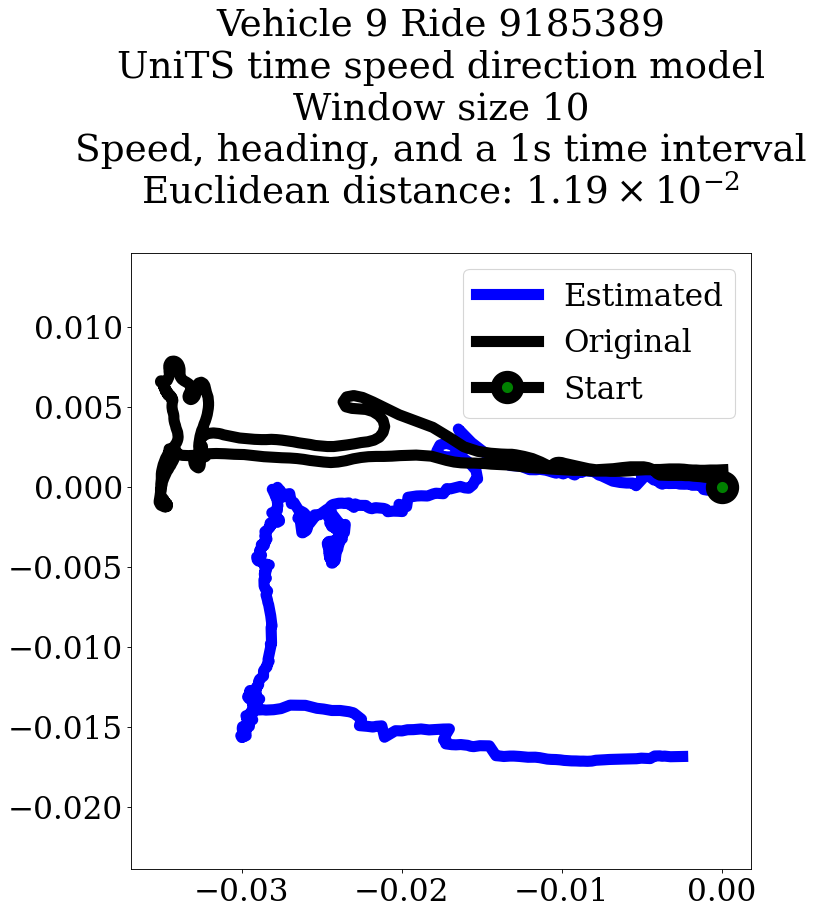 Vehicle 9 Ride 9185389
UniTS time speed direction model
Window size 10
Speed, heading, and a 1s time interval
Euclidean distance: 1.19 × 10⁻²
Estimated
Original
Start
0.010
0.005
0.000
−0.005
−0.010
−0.015
−0.020
−0.03
−0.02
−0.01
0.00